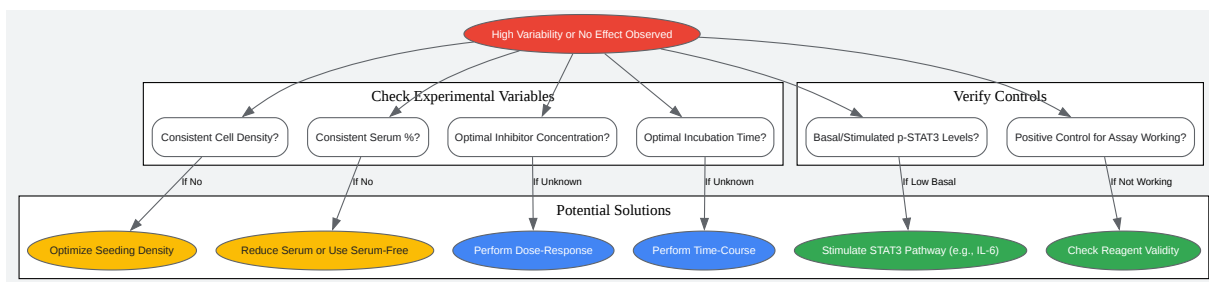 High Variability or No Effect Observed
Check Experimental Variables
Verify Controls
Consistent Cell Density?
Consistent Serum %?
Optimal Inhibitor Concentration?
Optimal Incubation Time?
Basal/Stimulated p-STAT3 Levels?
Positive Control for Assay Working?
If No
If No
If Unknown
If Unknown
If Low Basal
If Not Working
Potential Solutions
Optimize Seeding Density
Reduce Serum or Use Serum-Free
Perform Dose-Response
Perform Time-Course
Stimulate STAT3 Pathway (e.g., IL-6)
Check Reagent Validity